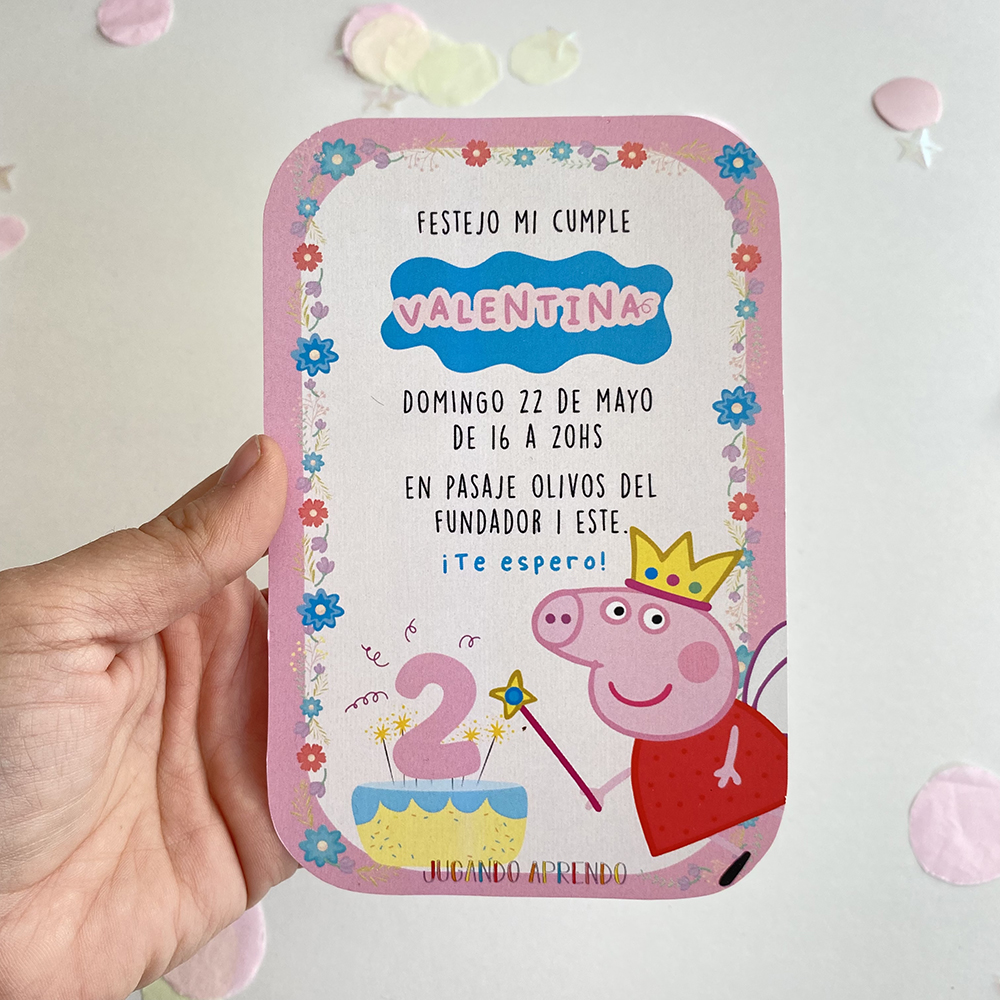 FESTEJO MI CUMPLE
VALENTINA
DOMINGO 22 DE MAYO
DE 16 A 20HS
EN PASAJE OLIVOS DEL
FUNDADOR 1 ESTE.
¡Te espero!
2
JUGANDO APRENDO